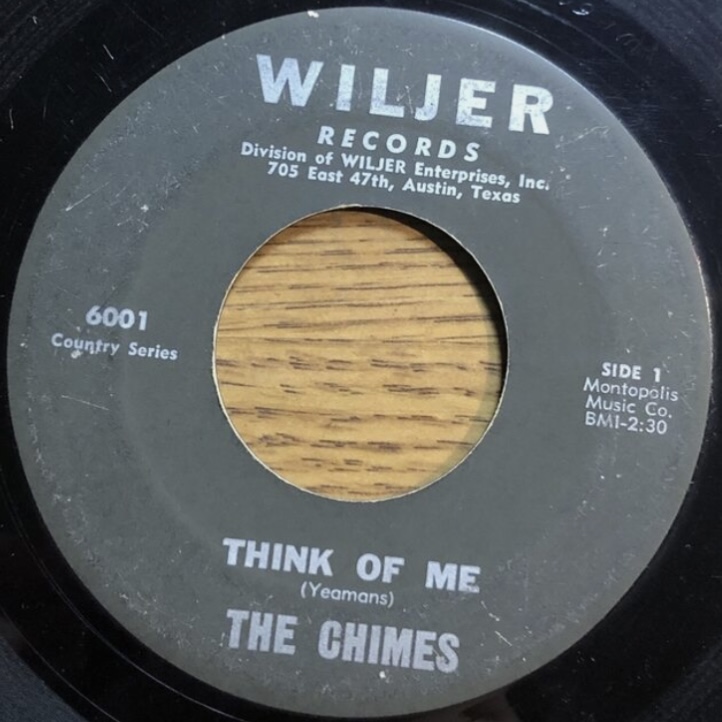 WILJER
RECORDS
Division of WILJER Enterprises, Inc.
705 East 47th, Austin, Texas
6001
Country Series
SIDE 1
Montopolis
Music Co.
BMI-2:30
THINK OF ME
(Yeamans)
THE CHIMES